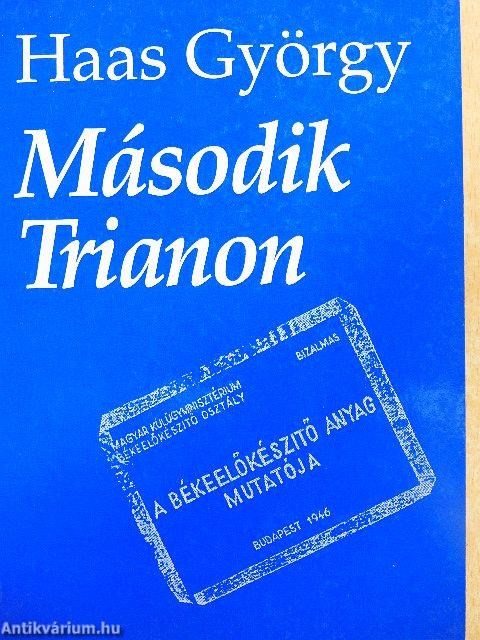 Haas György
Második
Trianon
BIZALMAS
MAGYAR KÜLÜGYMINISZTÉRIUM
BÉKEELŐKÉSZÍTŐ OSZTÁLY
A BÉKEELŐKÉSZÍTŐ ANYAG
MUTATÓJA
BUDAPEST 1946
Antikvárium.hu